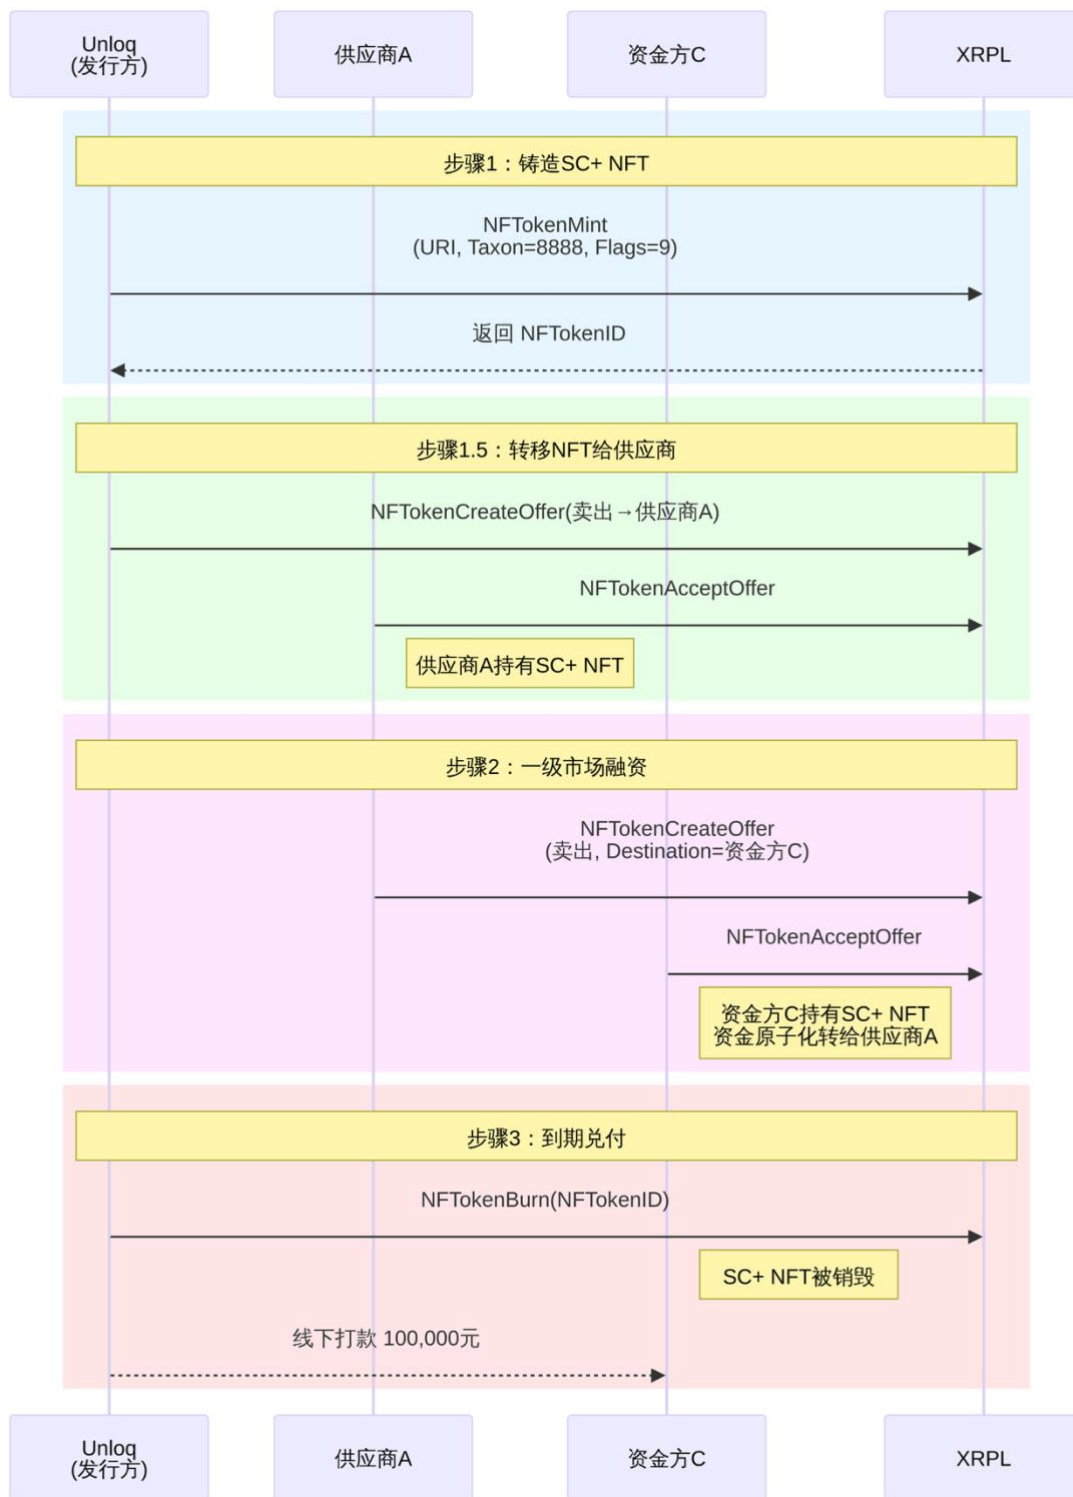 Unloq
(发行方)
供应商A
资金方C
XRPL
步骤1：铸造SC+ NFT
NFTokenMint
(URI, Taxon=8888, Flags=9)
返回 NFTokenID
步骤1.5：转移NFT给供应商
NFTokenCreateOffer(卖出→供应商A)
NFTokenAcceptOffer
供应商A持有SC+ NFT
步骤2：一级市场融资
NFTokenCreateOffer
(卖出, Destination=资金方C)
NFTokenAcceptOffer
资金方C持有SC+ NFT
资金原子化转给供应商A
步骤3：到期兑付
NFTokenBurn(NFTokenID)
SC+ NFT被销毁
线下打款 100,000元
Unloq
(发行方)
供应商A
资金方C
XRPL